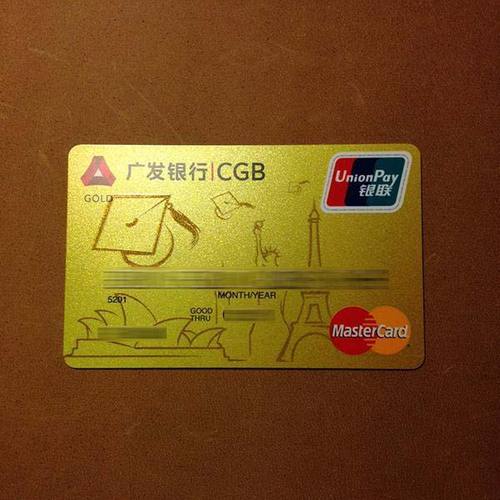 广发银行|CGB
GOLD
UnionPay
银联
5201
MONTH/YEAR
GOOD
THRU
MasterCard